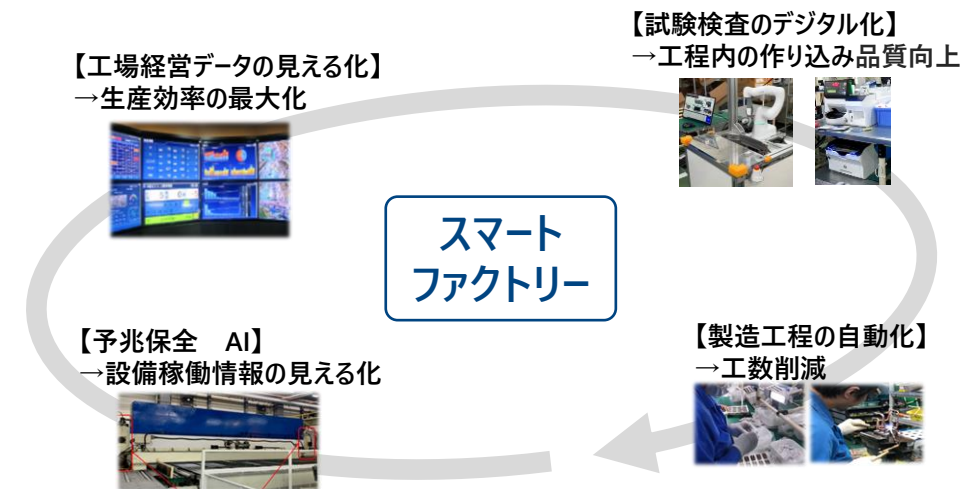 【工場経営データの見える化】
→生産効率の最大化
【試験検査のデジタル化】
→工程内の作り込み品質向上
スマート
ファクトリー
【予兆保全　AI】
→設備稼働情報の見える化
【製造工程の自動化】
→工数削減